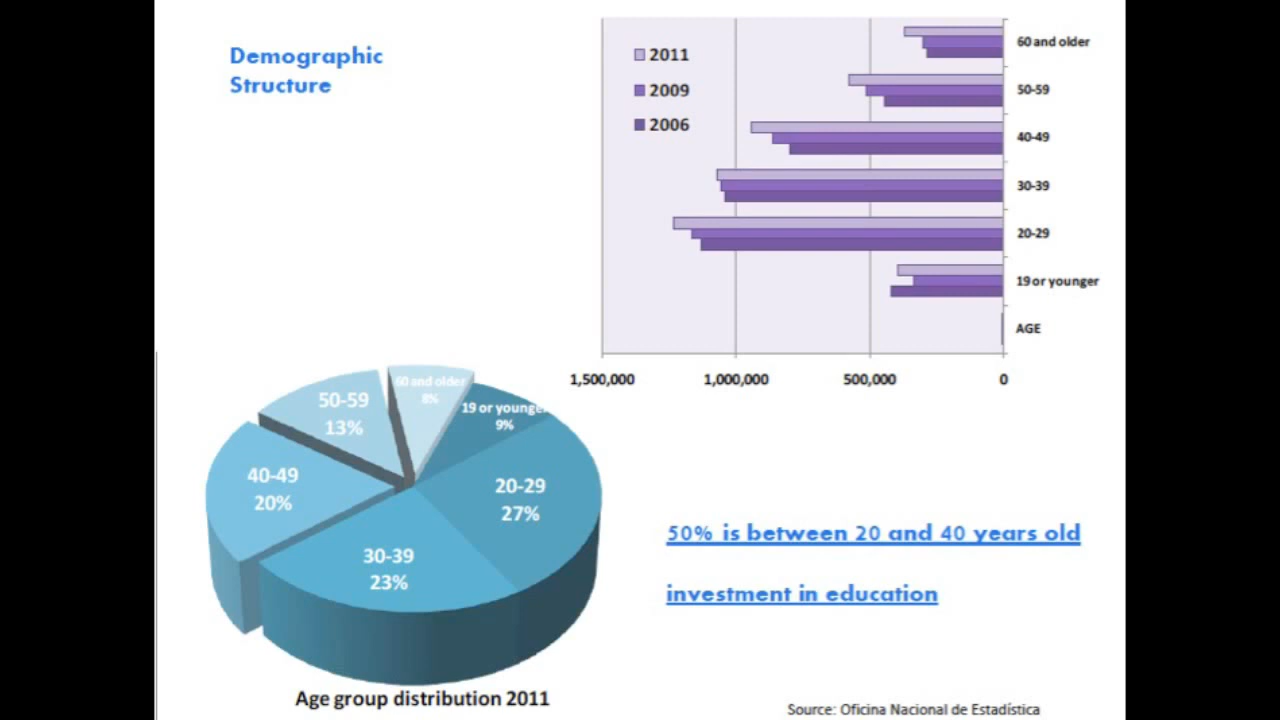 Demographic
Structure
2011
2009
2006
60 and older
50-59
40-49
30-39
20-29
19 or younger
AGE
1,500,000
1,000,000
500,000
0
60 and older
8%
19 or younger
9%
50-59
13%
40-49
20%
20-29
27%
30-39
23%
50% is between 20 and 40 years old
investment in education
Age group distribution 2011
Source: Oficina Nacional de Estadística